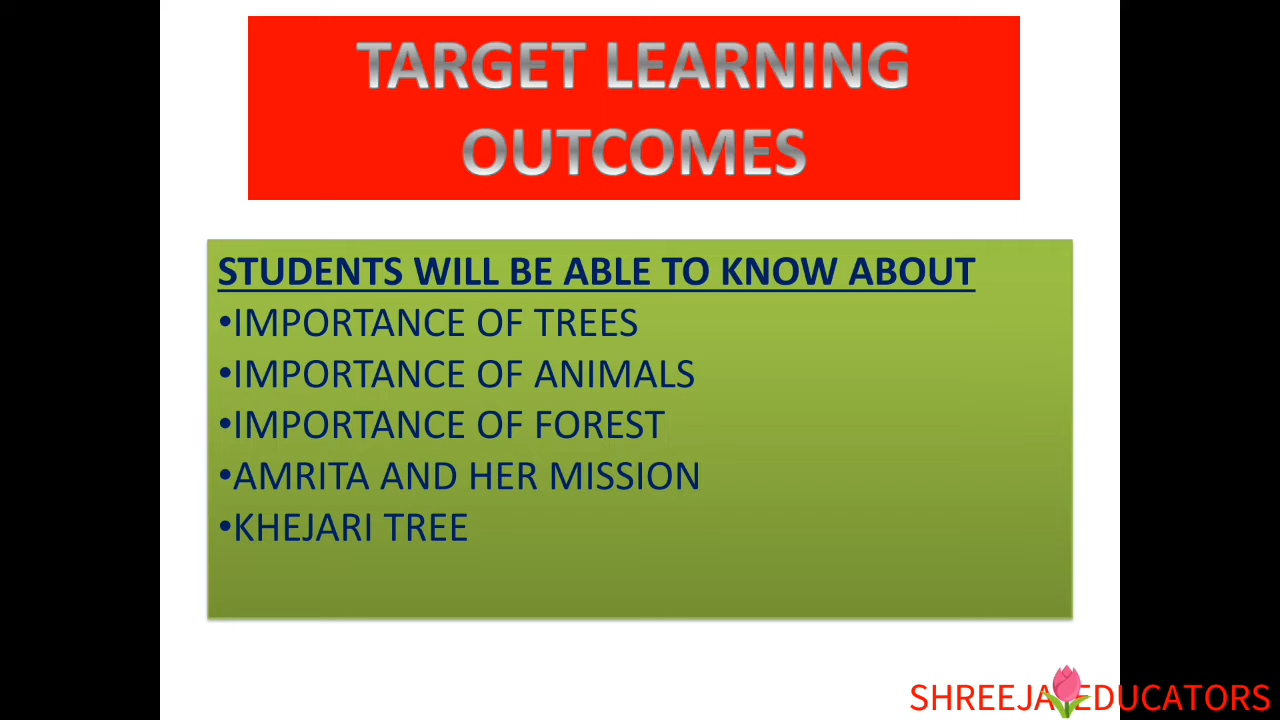 TARGET LEARNING
OUTCOMES
STUDENTS WILL BE ABLE TO KNOW ABOUT
•IMPORTANCE OF TREES
•IMPORTANCE OF ANIMALS
•IMPORTANCE OF FOREST
•AMRITA AND HER MISSION
•KHEJARI TREE
SHREEJA EDUCATORS